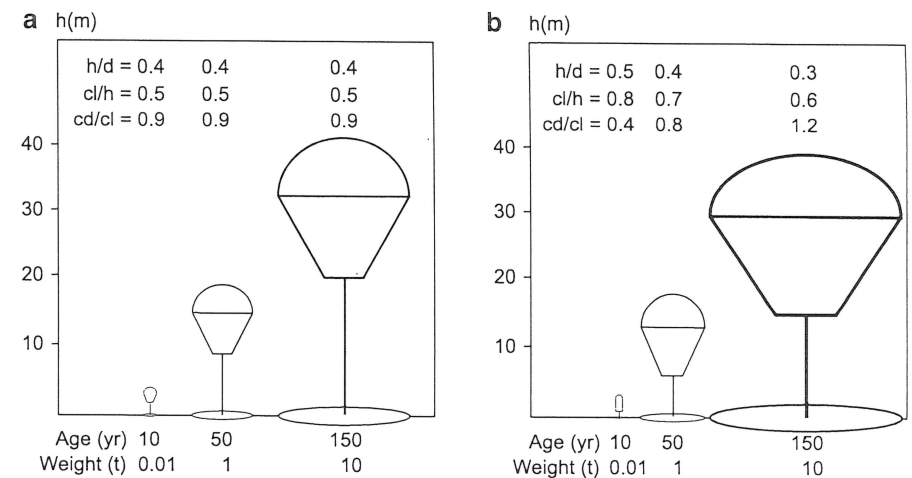 a h(m)
h/d = 0.4 0.4 0.4
cl/h = 0.5 0.5 0.5
cd/cl = 0.9 0.9 0.9
40
30
20
10
Age (yr) 10 50 150
Weight (t) 0.01 1 10
b h(m)
h/d = 0.5 0.4 0.3
cl/h = 0.8 0.7 0.6
cd/cl = 0.4 0.8 1.2
40
30
20
10
Age (yr) 10 50 150
Weight (t) 0.01 1 10